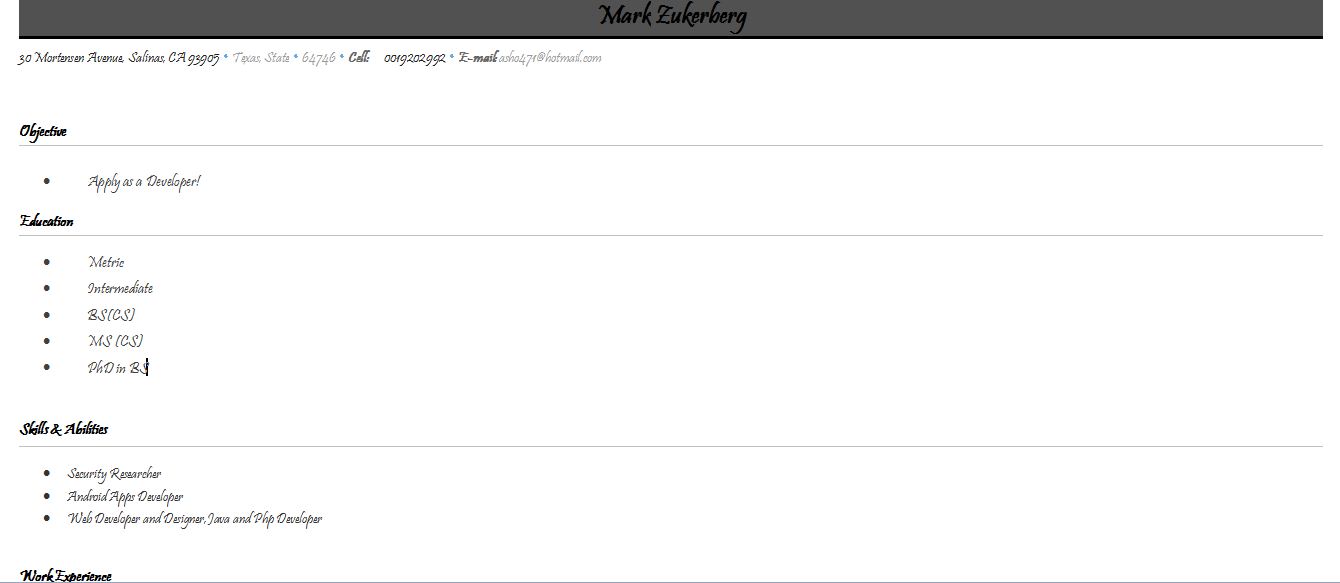 Mark Zukerberg
30 Mortensen Avenue, Salinas, CA 93905 * Texas, State * 64746 * Cell: 0019202992 * E-mail: asho471@hotmail.com
Objective
• Apply as a Developer!
Education
• Metric
• Intermediate
• BS(CS)
• MS (CS)
• PhD in BS
Skills & Abilities
• Security Researcher
• Android Apps Developer
• Web Developer and Designer, Java and Php Developer
Work Experience